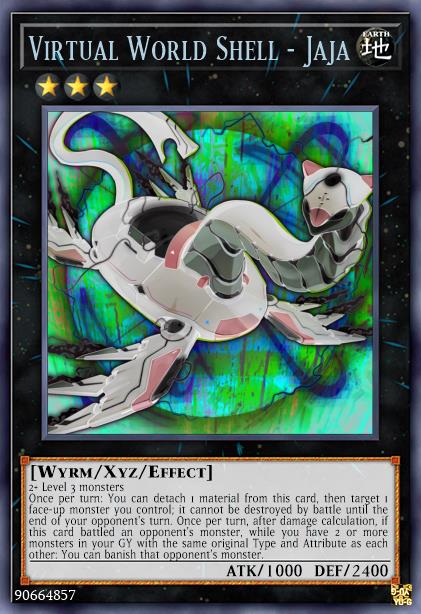 Virtual World Shell - Jaja
EARTH
地
[Wyrm/Xyz/Effect]
2+ Level 3 monsters
Once per turn: You can detach 1 material from this card, then target 1
face-up monster you control; it cannot be destroyed by battle until the
end of your opponent's turn. Once per turn, after damage calculation, if
this card battled an opponent's monster, while you have 2 or more
monsters in your GY with the same original Type and Attribute as each
other: You can banish that opponent's monster.
ATK/1000 DEF/2400
90664857